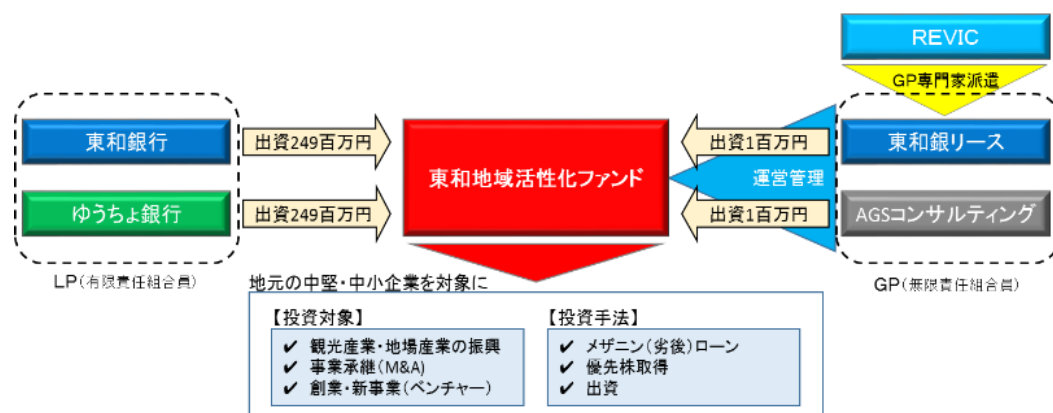 REVIC
GP専門家派遣
東和銀行
出資249百万円
東和地域活性化ファンド
出資1百万円
東和銀リース
運営管理
ゆうちょ銀行
出資249百万円
出資1百万円
AGSコンサルティング
LP(有限責任組合員)
GP(無限責任組合員)
地元の中堅・中小企業を対象に
【投資対象】
✔ 観光産業・地場産業の振興
✔ 事業承継(M&A)
✔ 創業・新事業(ベンチャー)
【投資手法】
✔ メザニン(劣後)ローン
✔ 優先株取得
✔ 出資